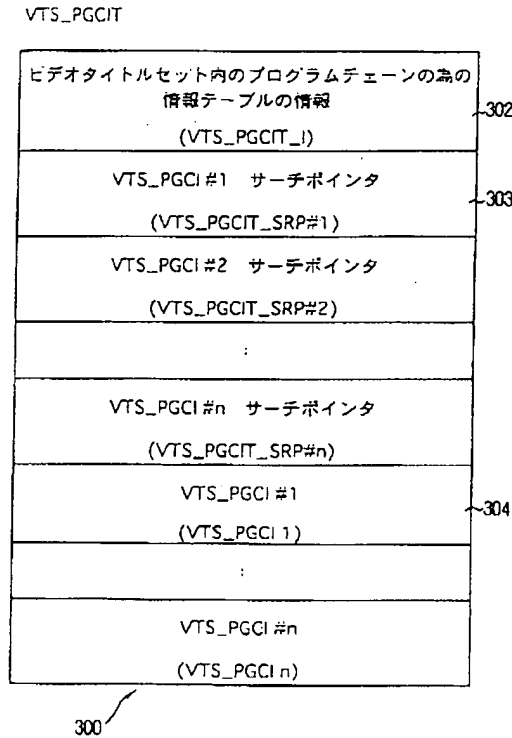 VTS_PGCIT
ビデオタイトルセット内のプログラムチェーンの為の
情報テーブルの情報
(VTS_PGCIT_I)
302
VTS_PGCI #1 サーチポインタ
(VTS_PGCIT_SRP#1)
303
VTS_PGCI #2 サーチポインタ
(VTS_PGCIT_SRP#2)
:
VTS_PGCI #n サーチポインタ
(VTS_PGCIT_SRP#n)
VTS_PGCI #1
(VTS_PGCI 1)
304
:
VTS_PGCI #n
(VTS_PGCI n)
300